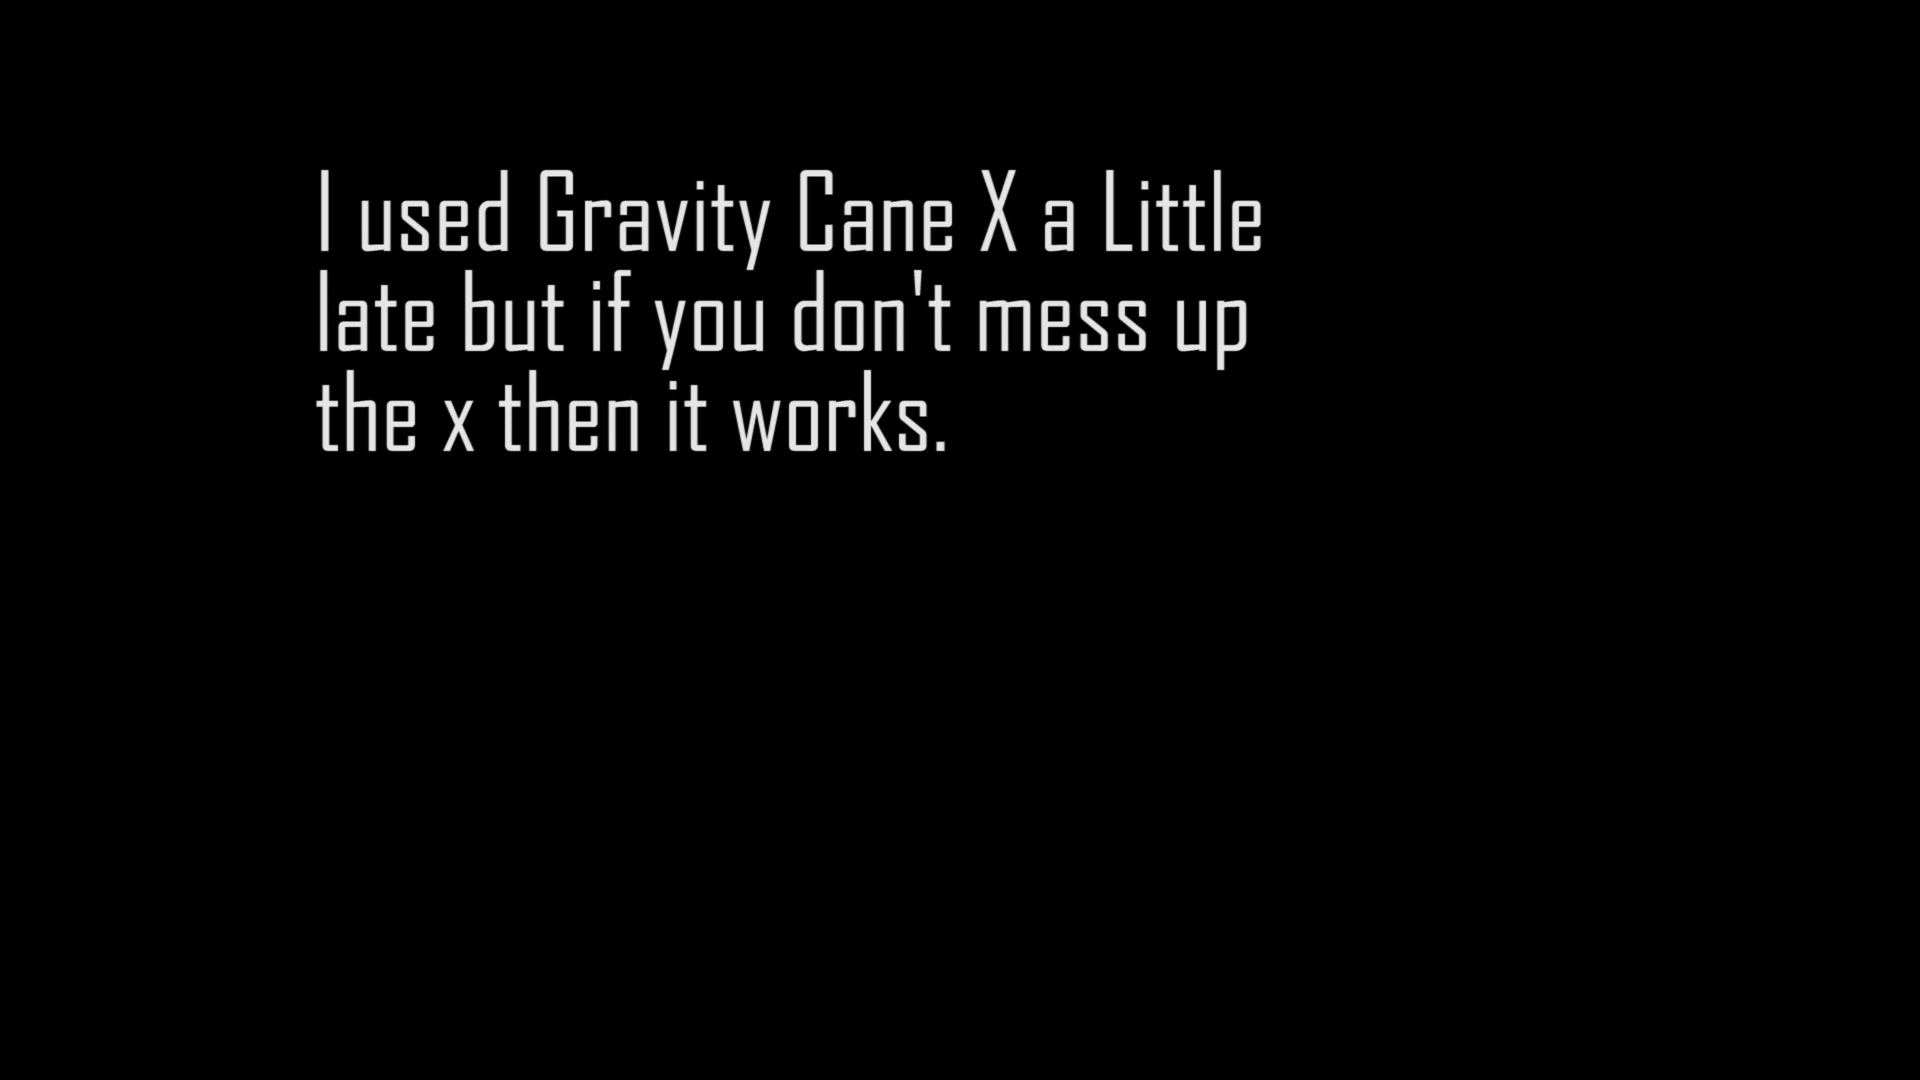 I used Gravity Cane X a Little
late but if you don't mess up
the x then it works.